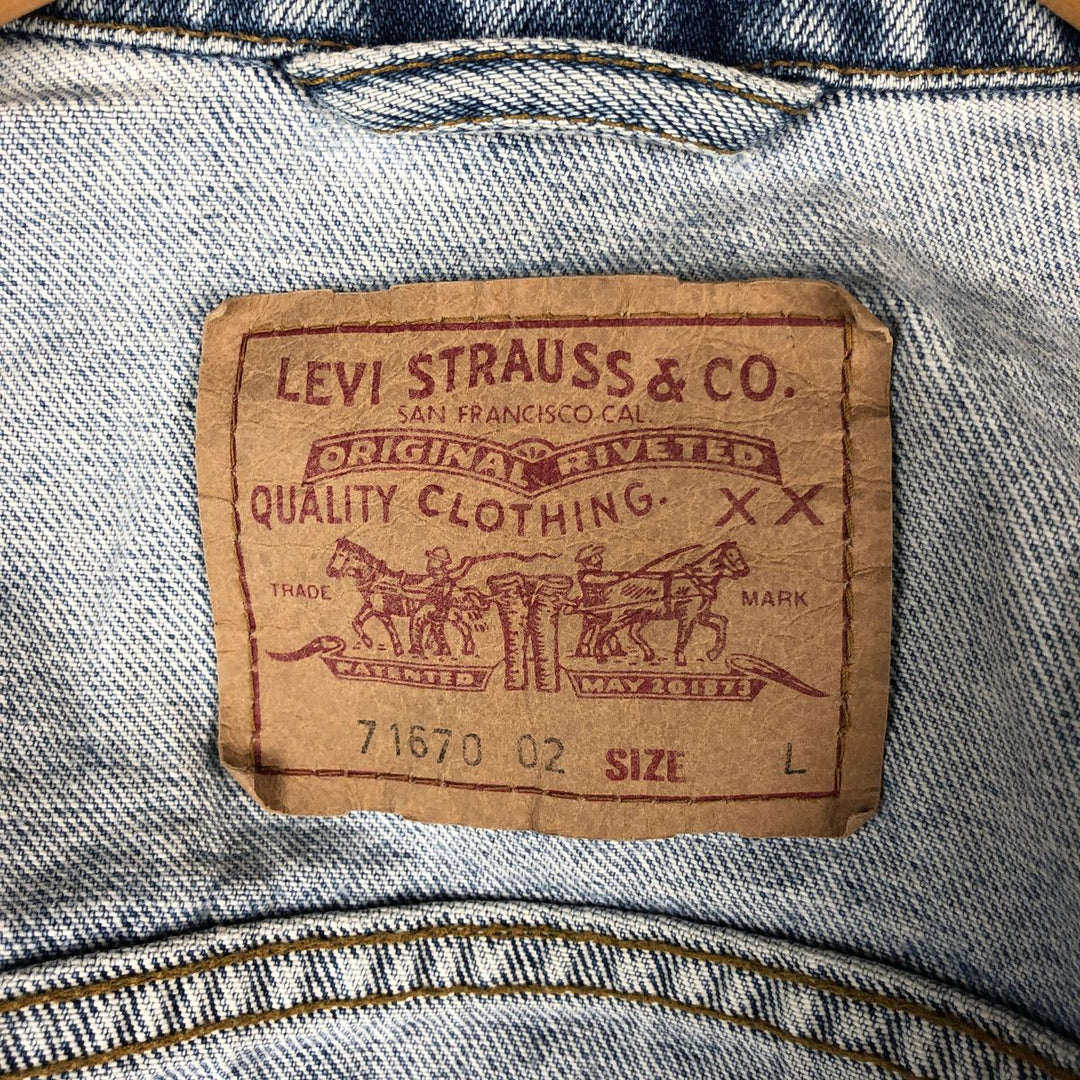 LEVI STRAUSS & CO.
SAN FRANCISCO.CAL
ORIGINAL RIVETED
QUALITY CLOTHING. XX
TRADE MARK
PATENTED MAY 20 1873
71670 02 SIZE L